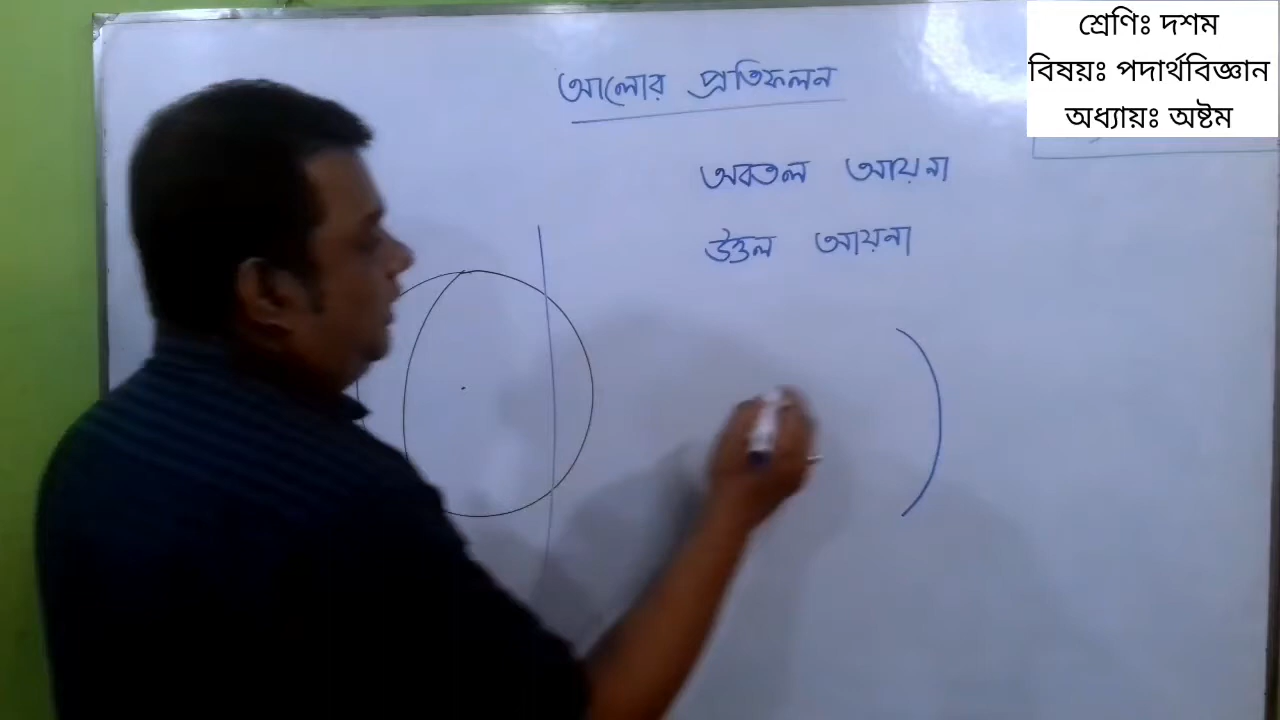 শ্রেণিঃ দশম
বিষয়ঃ পদার্থবিজ্ঞান
অধ্যায়ঃ অষ্টম
আলোর প্রতিফলন
অবতল আয়না
উত্তল আয়না